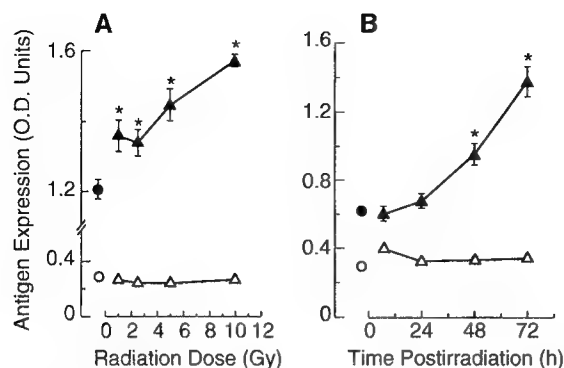 A
B
Antigen Expression (O.D. Units)
1.6
1.2
0.4
0
* * * *
0 2 4 6 8 10 12
Radiation Dose (Gy)
1.6
1.2
0.8
0.4
0
* *
0 24 48 72
Time Postirradiation (h)